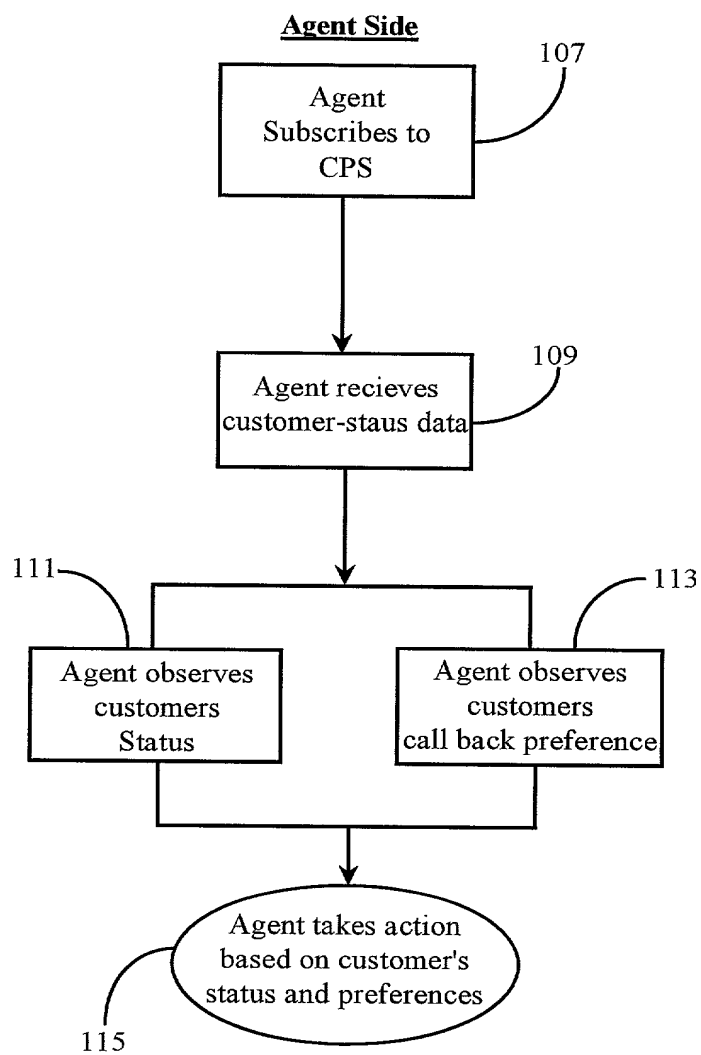 Agent Side
107
Agent
Subscribes to
CPS
109
Agent recieves
customer-staus data
111
113
Agent observes
customers
Status
Agent observes
customers
call back preference
Agent takes action
based on customer's
status and preferences
115